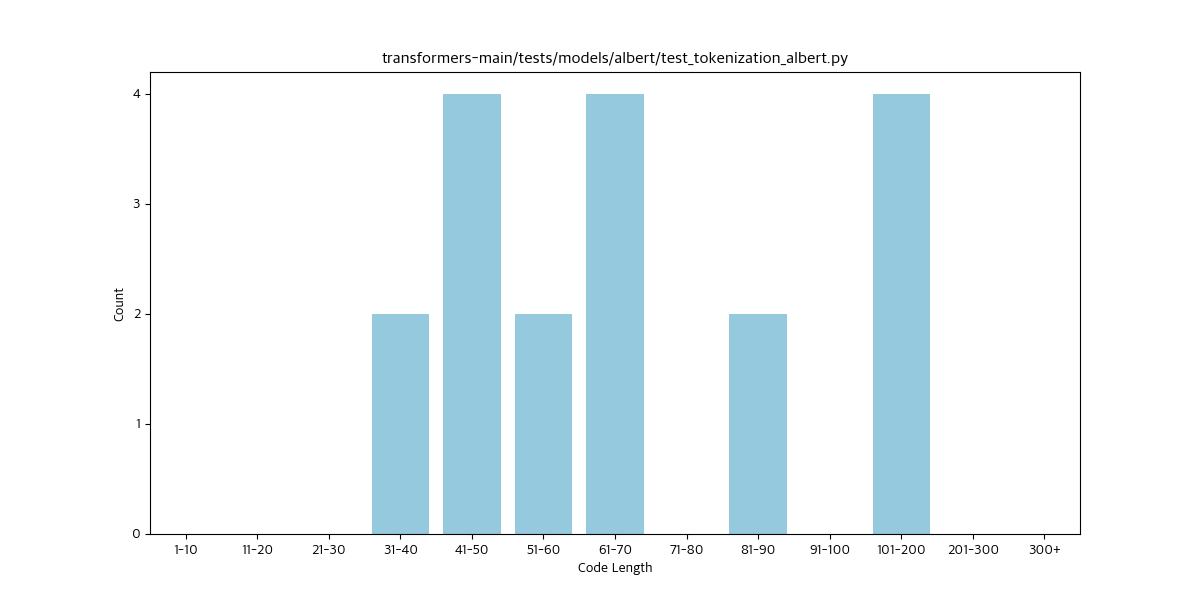 transformers-main/tests/models/albert/test_tokenization_albert.py
4
3
2
1
0
Count
1-10 11-20 21-30 31-40 41-50 51-60 61-70 71-80 81-90 91-100 101-200 201-300 300+
Code Length